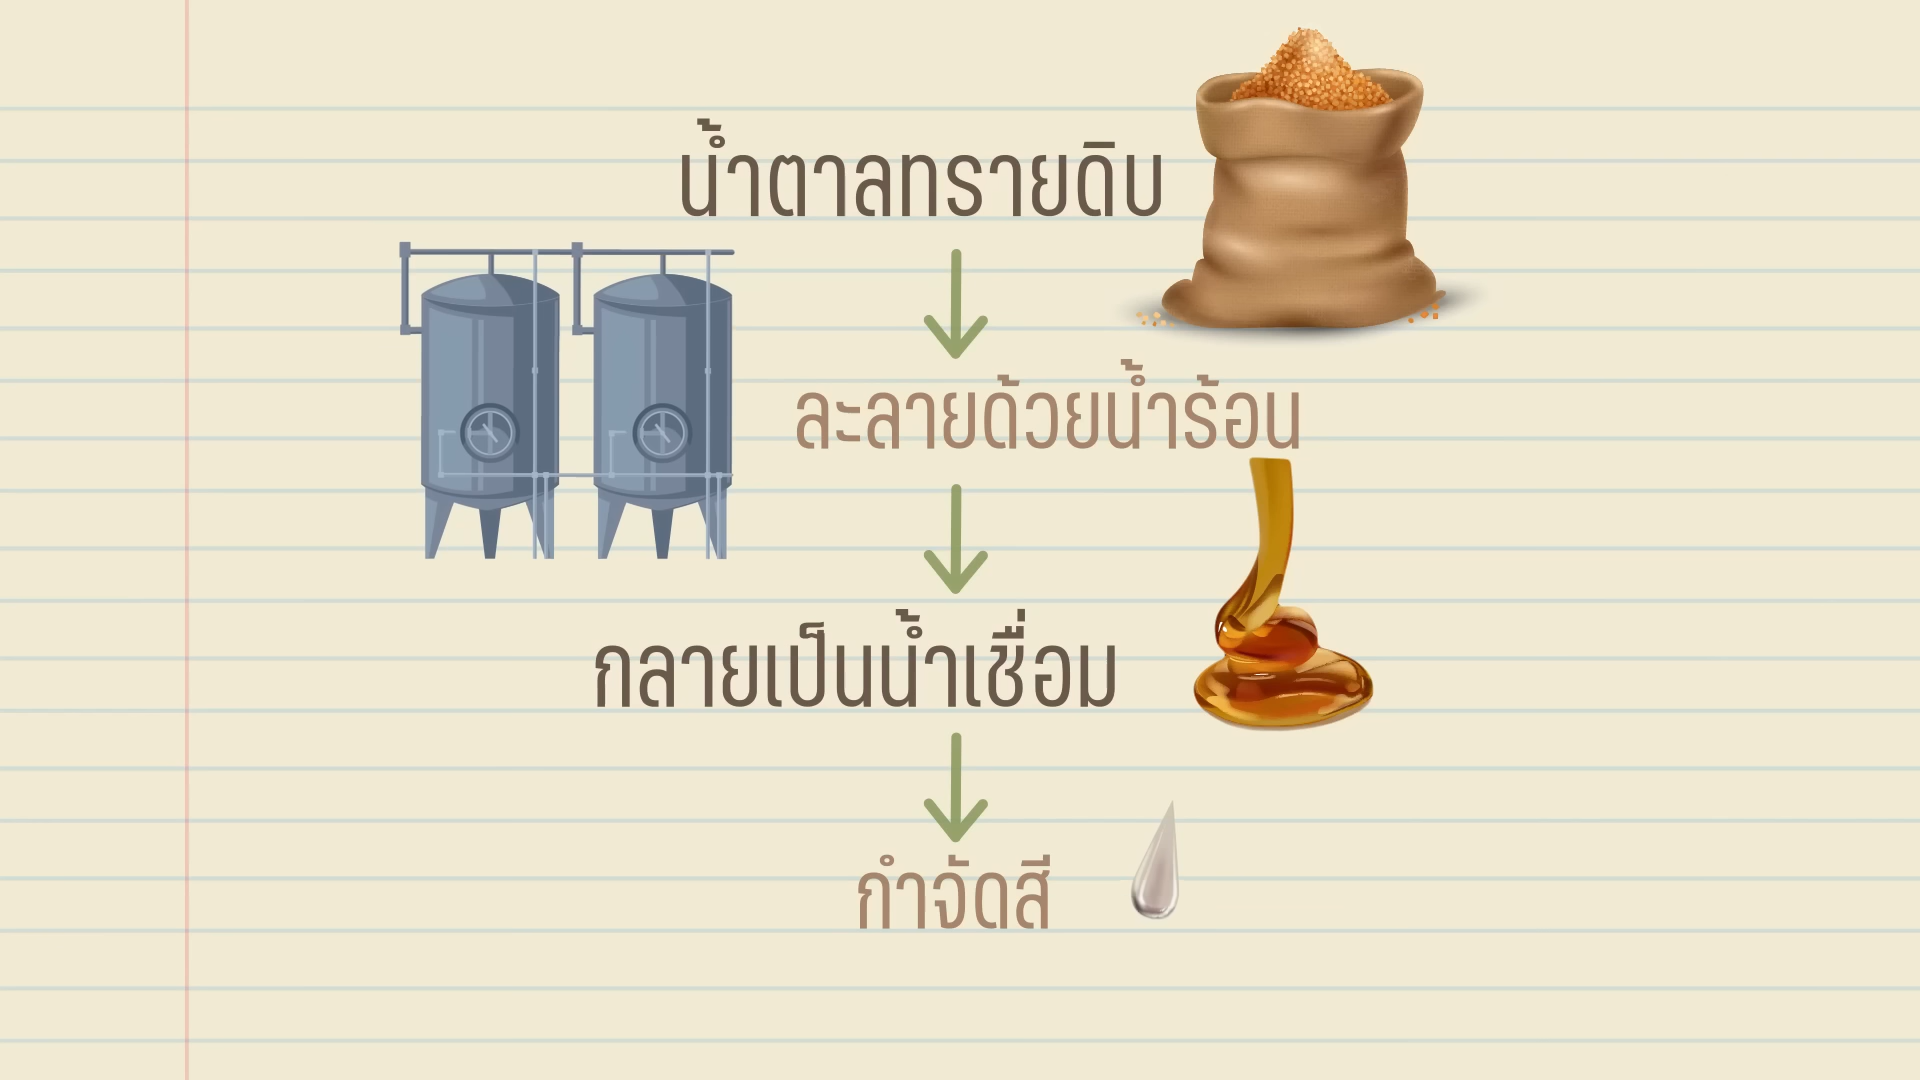 น้ำตาลทรายดิบ
ละลายด้วยน้ำร้อน
กลายเป็นน้ำเชื่อม
กำจัดสี